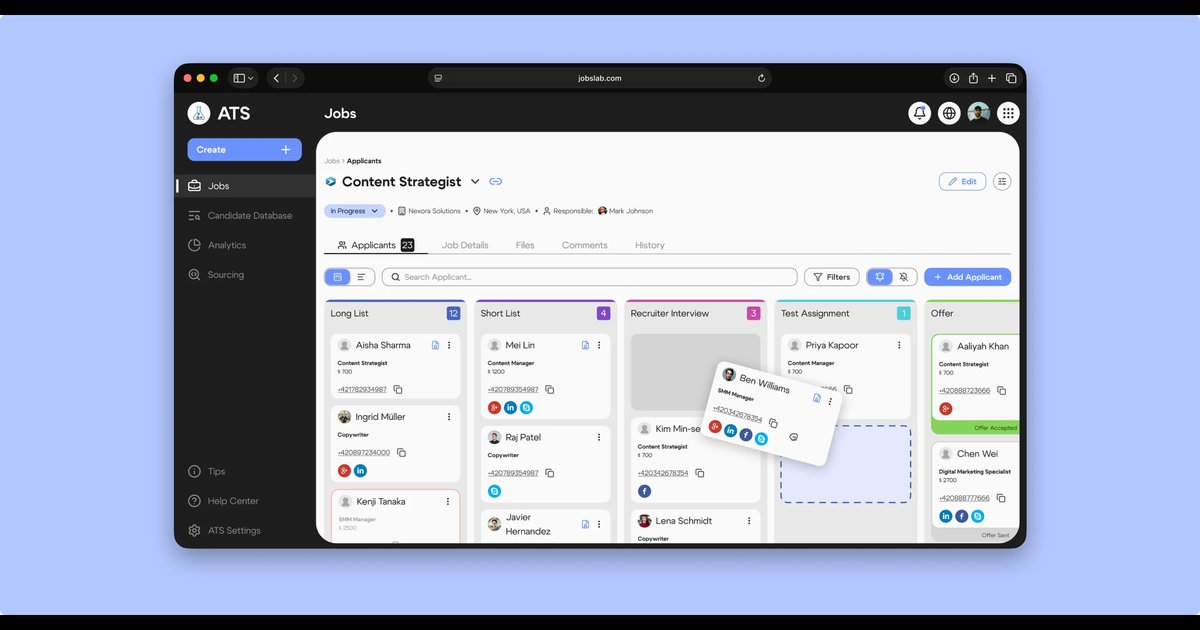 jobslab.com
ATS
Jobs
Create
Jobs
Candidate Database
Analytics
Sourcing
Tips
Help Center
ATS Settings
Jobs > Applicants
Content Strategist
Edit
In Progress • Nexora Solutions • New York, USA • Responsible: Mark Johnson
Applicants 23
Job Details
Files
Comments
History
Search Applicant...
Filters
+ Add Applicant
Long List 12
Aisha Sharma
Content Strategist
$ 700
+421782934987
Ingrid Müller
Copywriter
+420897234000
Kenji Tanaka
SMM Manager
$ 2500
Short List 4
Mei Lin
Content Manager
$ 1200
+420789354987
Raj Patel
Copywriter
+420789354987
Javier
Hernandez
Recruiter Interview 3
Kim Min-se
Content Strategist
$ 700
+420342678354
Lena Schmidt
Copywriter
Ben Williams
SMM Manager
+420342678354
Test Assignment 1
Priya Kapoor
Content Manager
$ 700
Offer
Aaliyah Khan
Content Strategist
$ 700
+420888723666
Offer Accepted
Chen Wei
Digital Marketing Specialist
$ 2700
+420888777666
Offer Sent